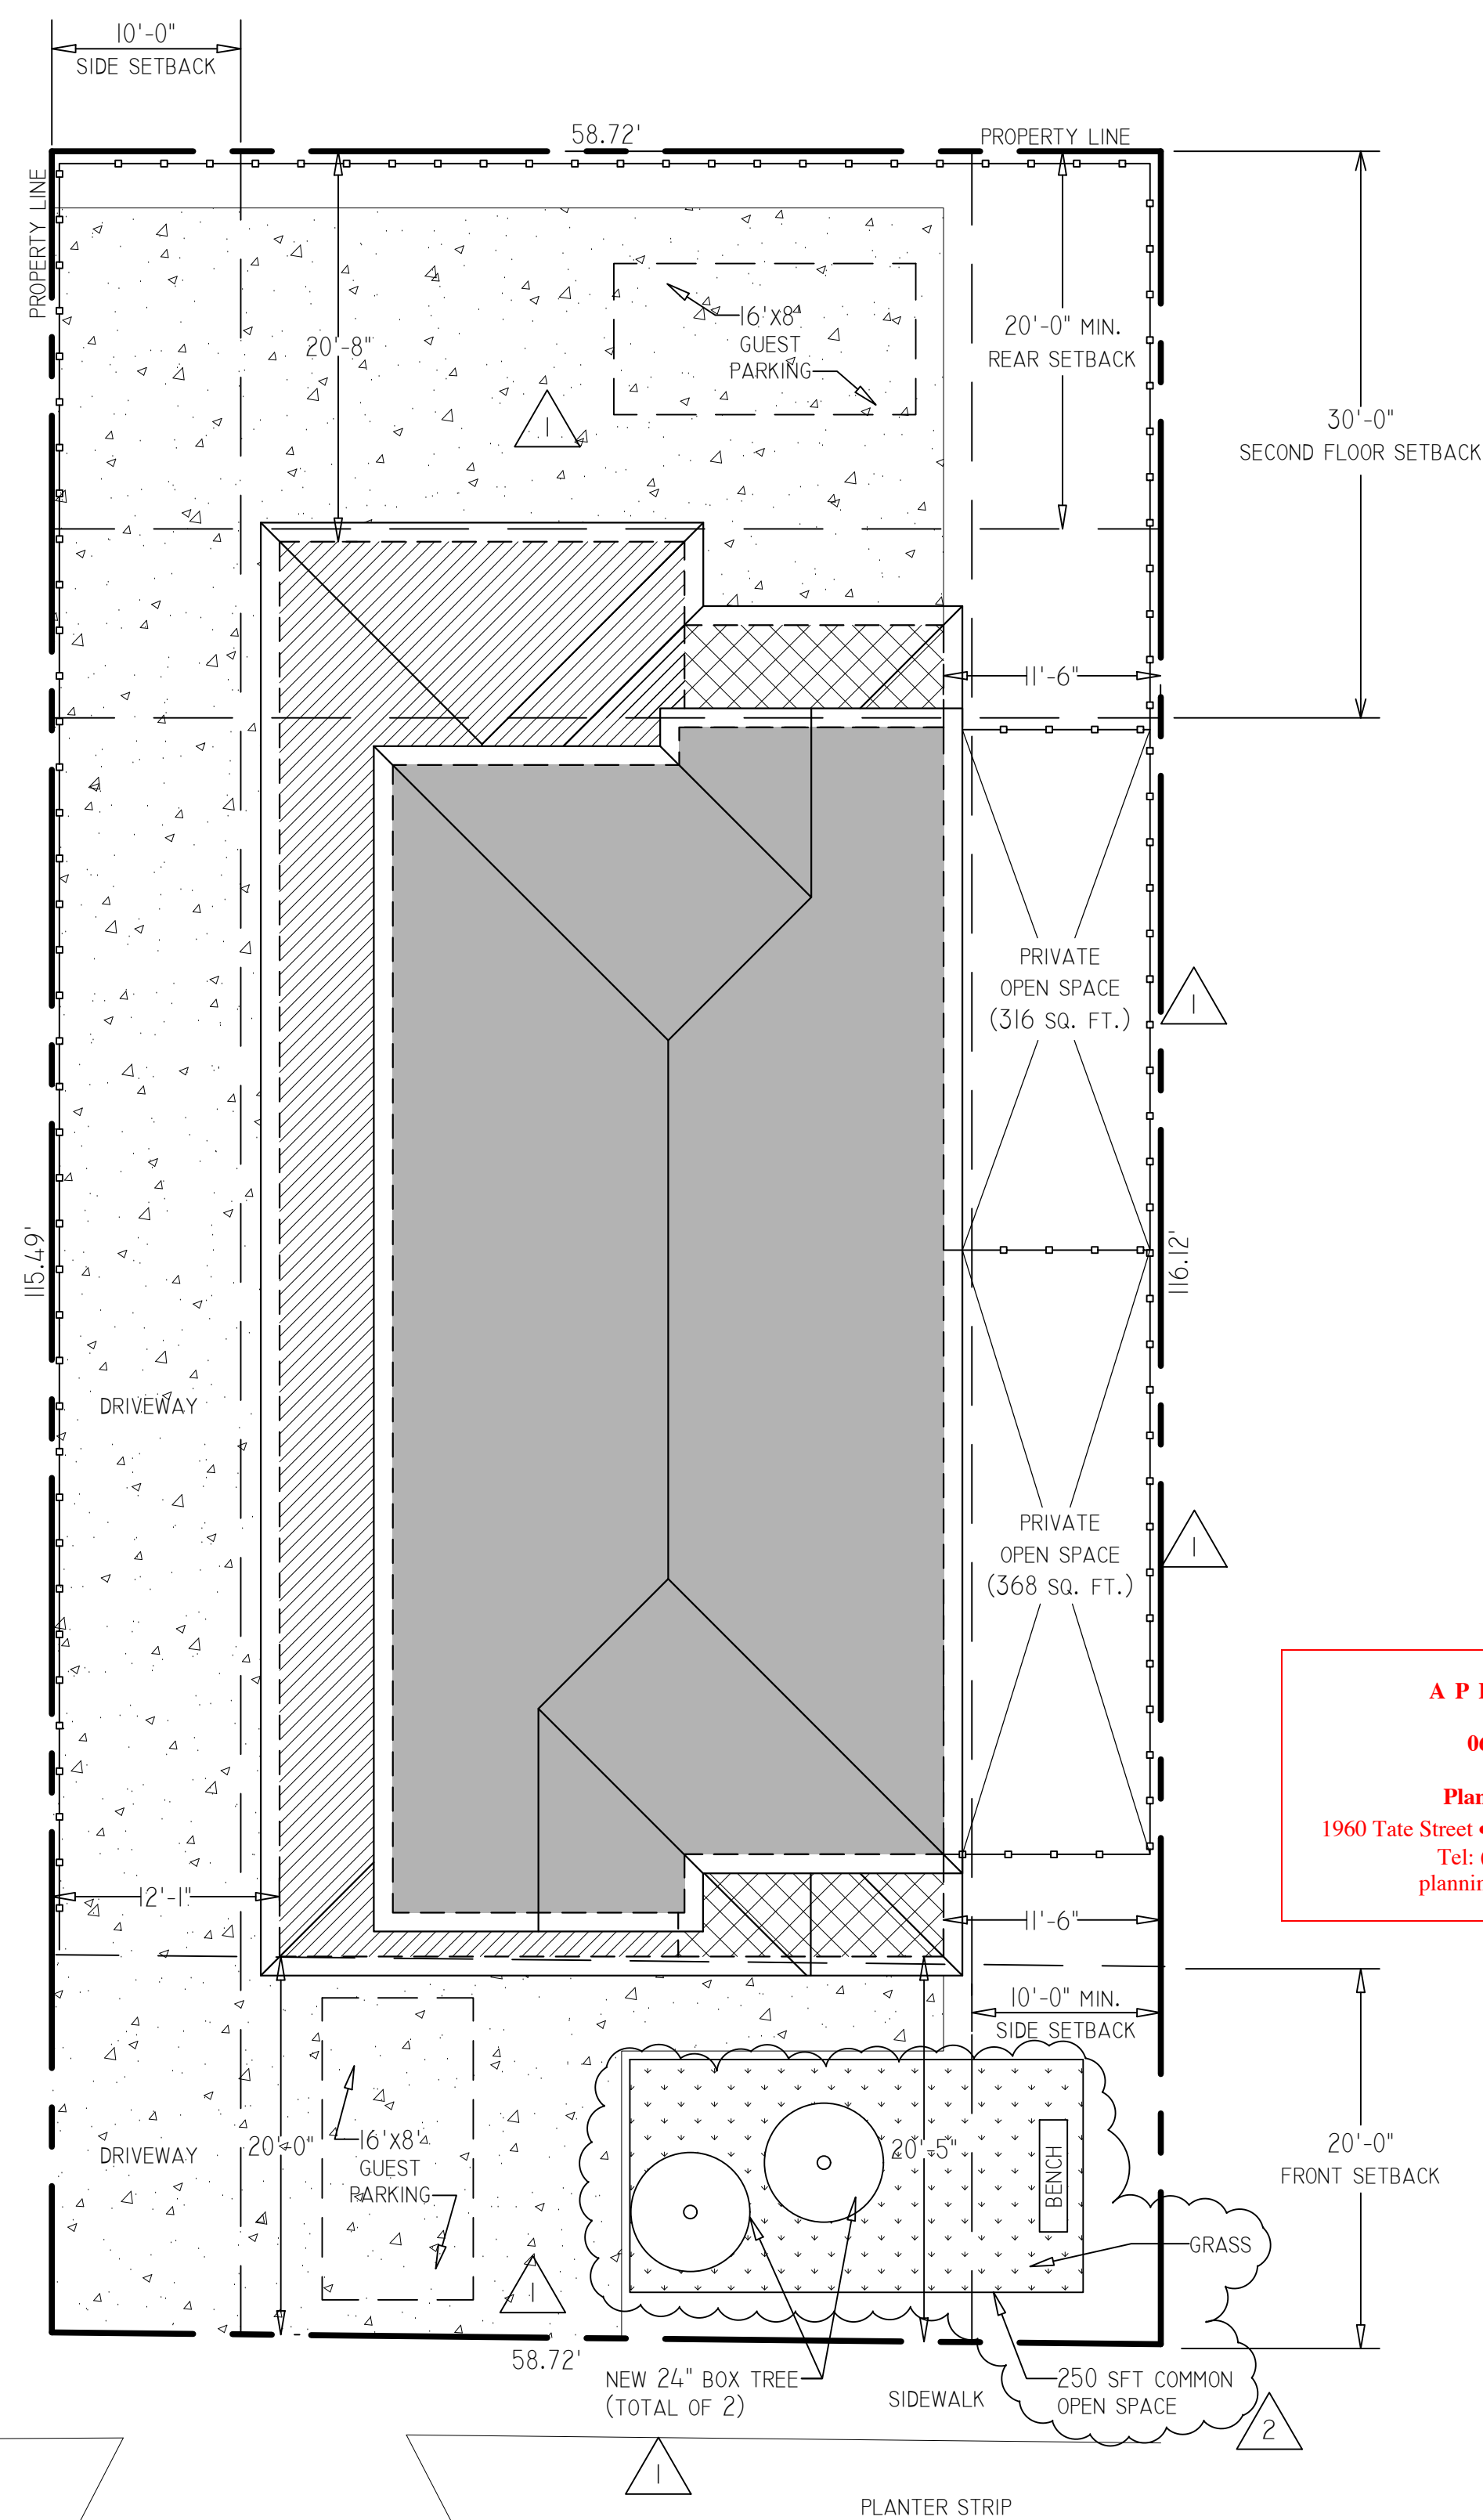 10'-0"
SIDE SETBACK
58.72'
PROPERTY LINE
PROPERTY LINE
20'-8"
16'X8'
GUEST
PARKING
20'-0" MIN.
REAR SETBACK
30'-0"
SECOND FLOOR SETBACK
1
11'-6"
PRIVATE
OPEN SPACE
(316 SQ. FT.)
1
115.49'
116.12'
DRIVEWAY
PRIVATE
OPEN SPACE
(368 SQ. FT.)
1
A P
06
Plan
1960 Tate Street •
Tel: (
plannin
12'-1"
11'-6"
10'-0" MIN.
SIDE SETBACK
DRIVEWAY
20'-0"
16'X8'
GUEST
PARKING
20'-5"
BENCH
20'-0"
FRONT SETBACK
GRASS
1
58.72'
NEW 24" BOX TREE
(TOTAL OF 2)
SIDEWALK
250 SFT COMMON
OPEN SPACE
2
1
PLANTER STRIP